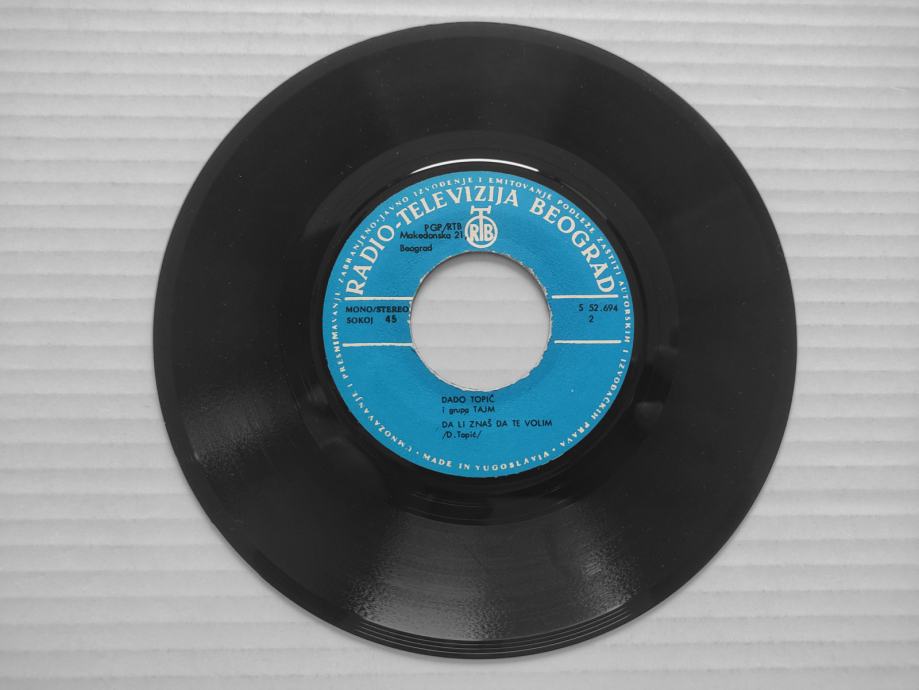 UMNOZAVANJE I PRESNIMAVANJE ZABRANJENO · JAVNO IZVOĐENJE I EMITOVANJE PODLEŽE ZAŠTITI AUTORSKIH I IZVOĐAČKIH PRAVA · MADE IN YUGOSLAVIA ·
RADIO-TELEVIZIJA BEOGRAD
PGP/RTB
Makedonska 21
Beograd
RTB
MONO/STEREO
SOKOJ 45
S 52.694
2
DADO TOPIČ
i grupa TAJM
DA LI ZNAŠ DA TE VOLIM
/D.Topić/